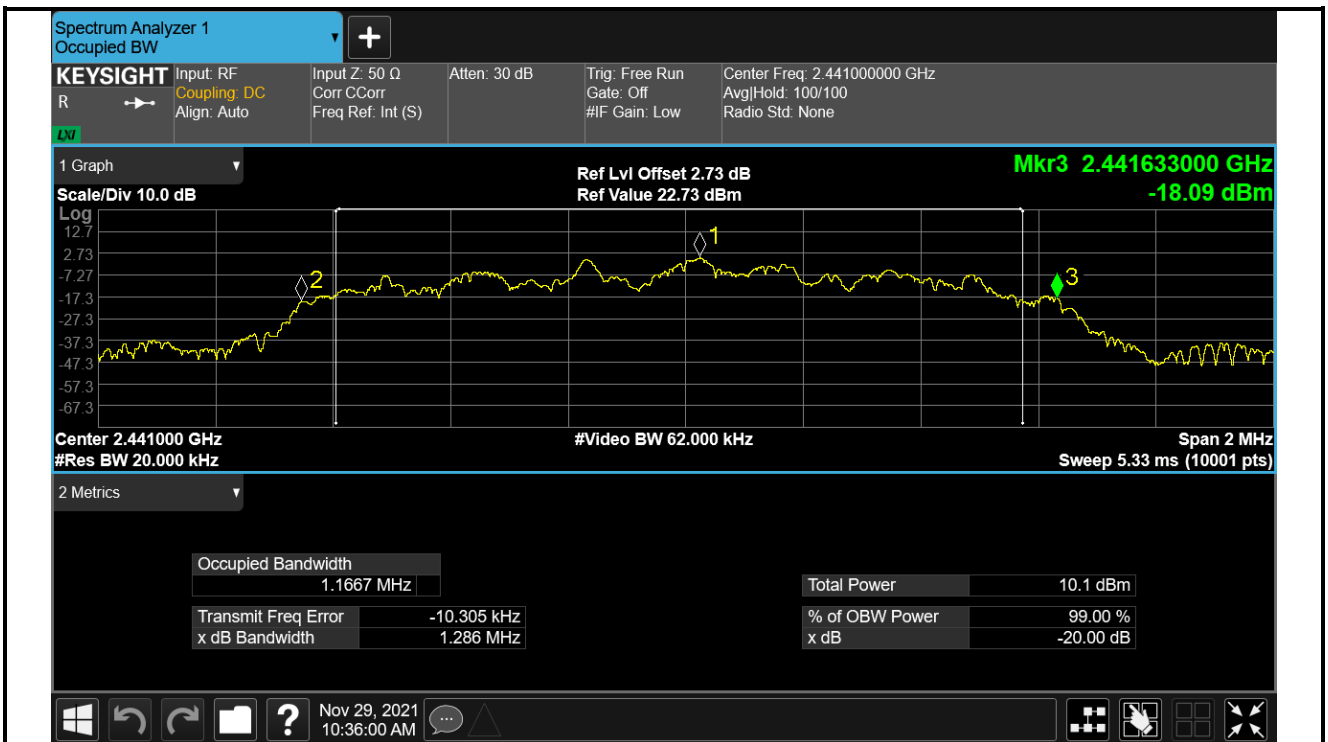 Spectrum Analyzer 1
Occupied BW
KEYSIGHT
R
LXI
Input: RF
Coupling: DC
Align: Auto
Input Z: 50 Ω
Corr CCorr
Freq Ref: Int (S)
Atten: 30 dB
Trig: Free Run
Gate: Off
#IF Gain: Low
Center Freq: 2.441000000 GHz
Avg|Hold: 100/100
Radio Std: None
1 Graph
Scale/Div 10.0 dB
Ref Lvl Offset 2.73 dB
Ref Value 22.73 dBm
Mkr3 2.441633000 GHz
-18.09 dBm
Log
12.7
2.73
-7.27
-17.3
-27.3
-37.3
-47.3
-57.3
-67.3
1
2
3
Center 2.441000 GHz
#Res BW 20.000 kHz
#Video BW 62.000 kHz
Span 2 MHz
Sweep 5.33 ms (10001 pts)
2 Metrics
Occupied Bandwidth
1.1667 MHz
Transmit Freq Error -10.305 kHz
x dB Bandwidth 1.286 MHz
Total Power 10.1 dBm
% of OBW Power 99.00 %
x dB -20.00 dB
?
Nov 29, 2021
10:36:00 AM